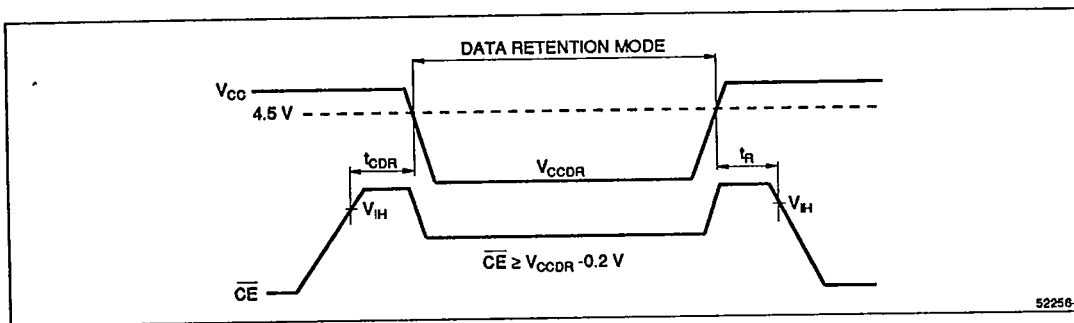 DATA RETENTION MODE
VCC
4.5 V
tCDR
VCCDR
tR
VIH
VIH
CE ≥ VCCDR -0.2 V
CE
52256-